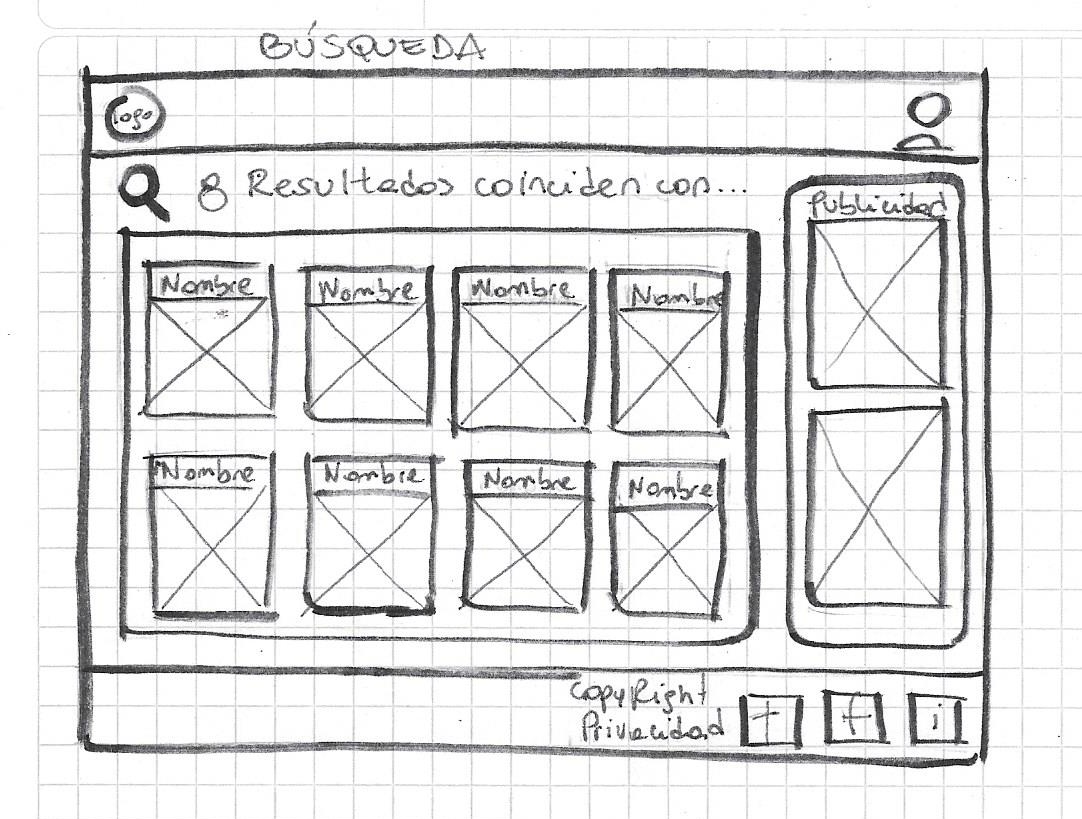 BÚSQUEDA
Logo
8 Resultados coinciden con...
Publicidad
Nombre Nombre Nombre Nombre
Nombre Nombre Nombre Nombre
CopyRight
Privacidad
t f i